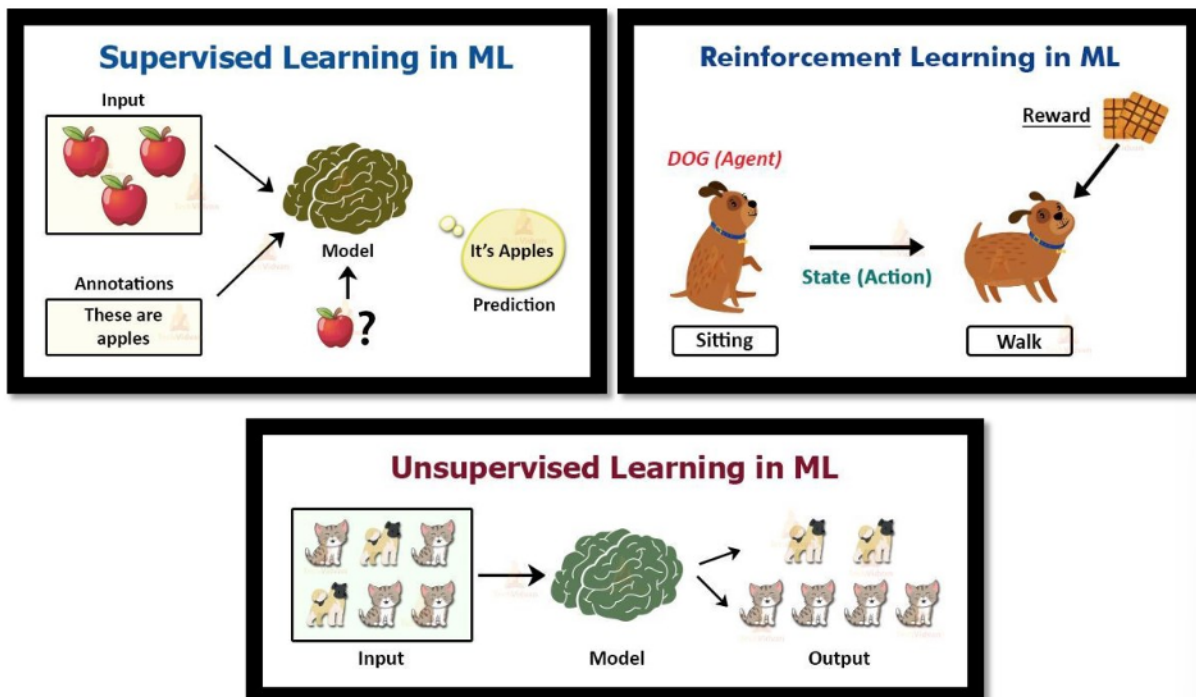 Supervised Learning in ML
Input
Annotations
These are
apples
Model
?
It's Apples
Prediction
Reinforcement Learning in ML
Reward
DOG (Agent)
State (Action)
Sitting
Walk
Unsupervised Learning in ML
Input
Model
Output